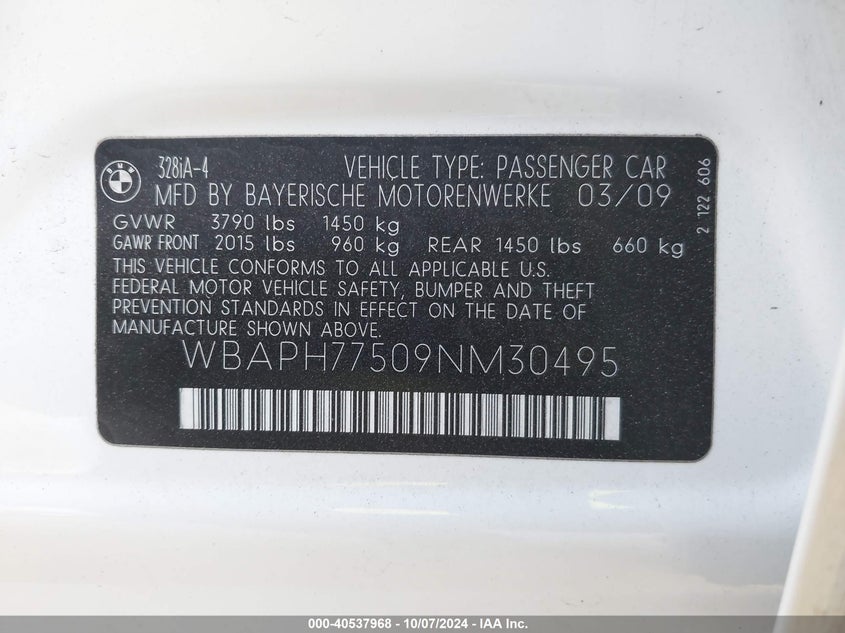 BMW
328iA-4 VEHICLE TYPE: PASSENGER CAR
MFD BY BAYERISCHE MOTORENWERKE 03/09
GVWR 3790 lbs 1450 kg
GAWR FRONT 2015 lbs 960 kg REAR 1450 lbs 660 kg
THIS VEHICLE CONFORMS TO ALL APPLICABLE U.S.
FEDERAL MOTOR VEHICLE SAFETY, BUMPER AND THEFT
PREVENTION STANDARDS IN EFFECT ON THE DATE OF
MANUFACTURE SHOWN ABOVE.
WBAPH77509NM30495
2 122 606
000-40537968 - 10/07/2024 - IAA Inc.